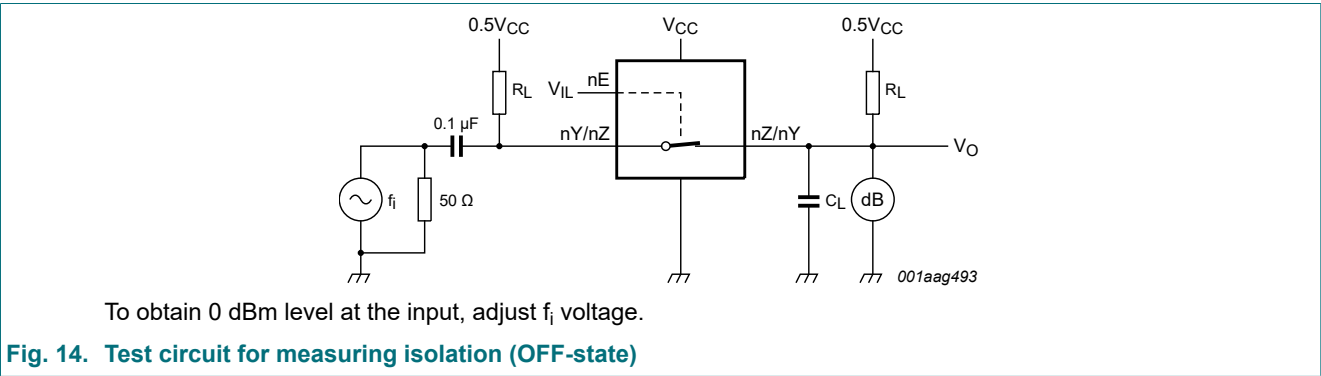 0.5VCC VCC 0.5VCC
RL VIL nE RL
0.1 µF nY/nZ nZ/nY VO
fi 50 Ω CL dB
001aag493
To obtain 0 dBm level at the input, adjust fi voltage.
Fig. 14. Test circuit for measuring isolation (OFF-state)